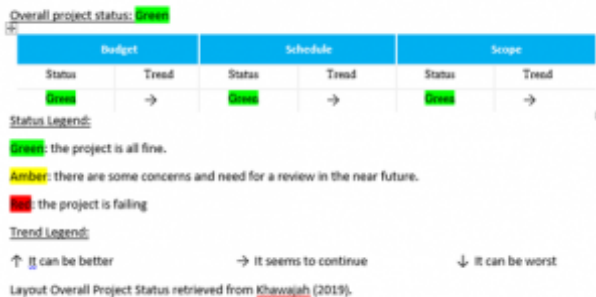 Overall project status: Green
Budget Schedule Scope
Status Trend Status Trend Status Trend
Green → Green → Green →
Status Legend:
Green: the project is all fine.
Amber: there are some concerns and need for a review in the near future.
Red: the project is failing
Trend Legend:
↑ It can be better → It seems to continue ↓ It can be worst
Layout Overall Project Status retrieved from Khawajah (2019).